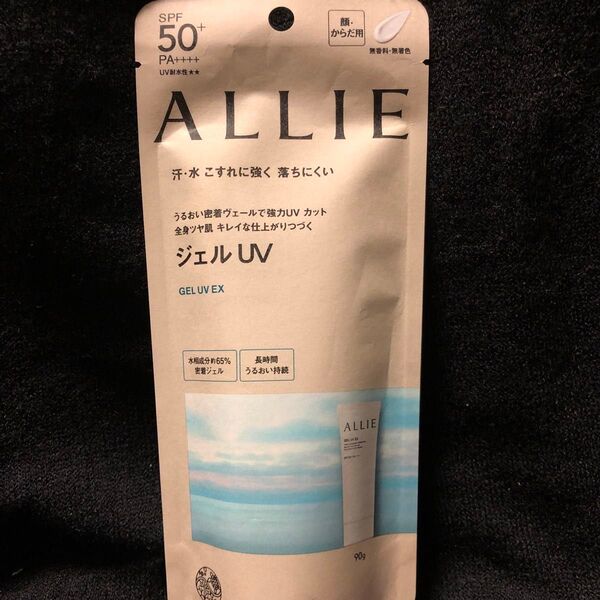 SPF
50+
PA++++
UV耐水性★★
顔・
からだ用
無香料・無着色
ALLIE
汗・水 こすれに強く 落ちにくい
うるおい密着ヴェールで強力UV カット
全身ツヤ肌 キレイな仕上がりつづく
ジェル UV
GEL UV EX
水相成分約65%
密着ジェル
長時間
うるおい持続
ALLIE
GEL UV EX
90g